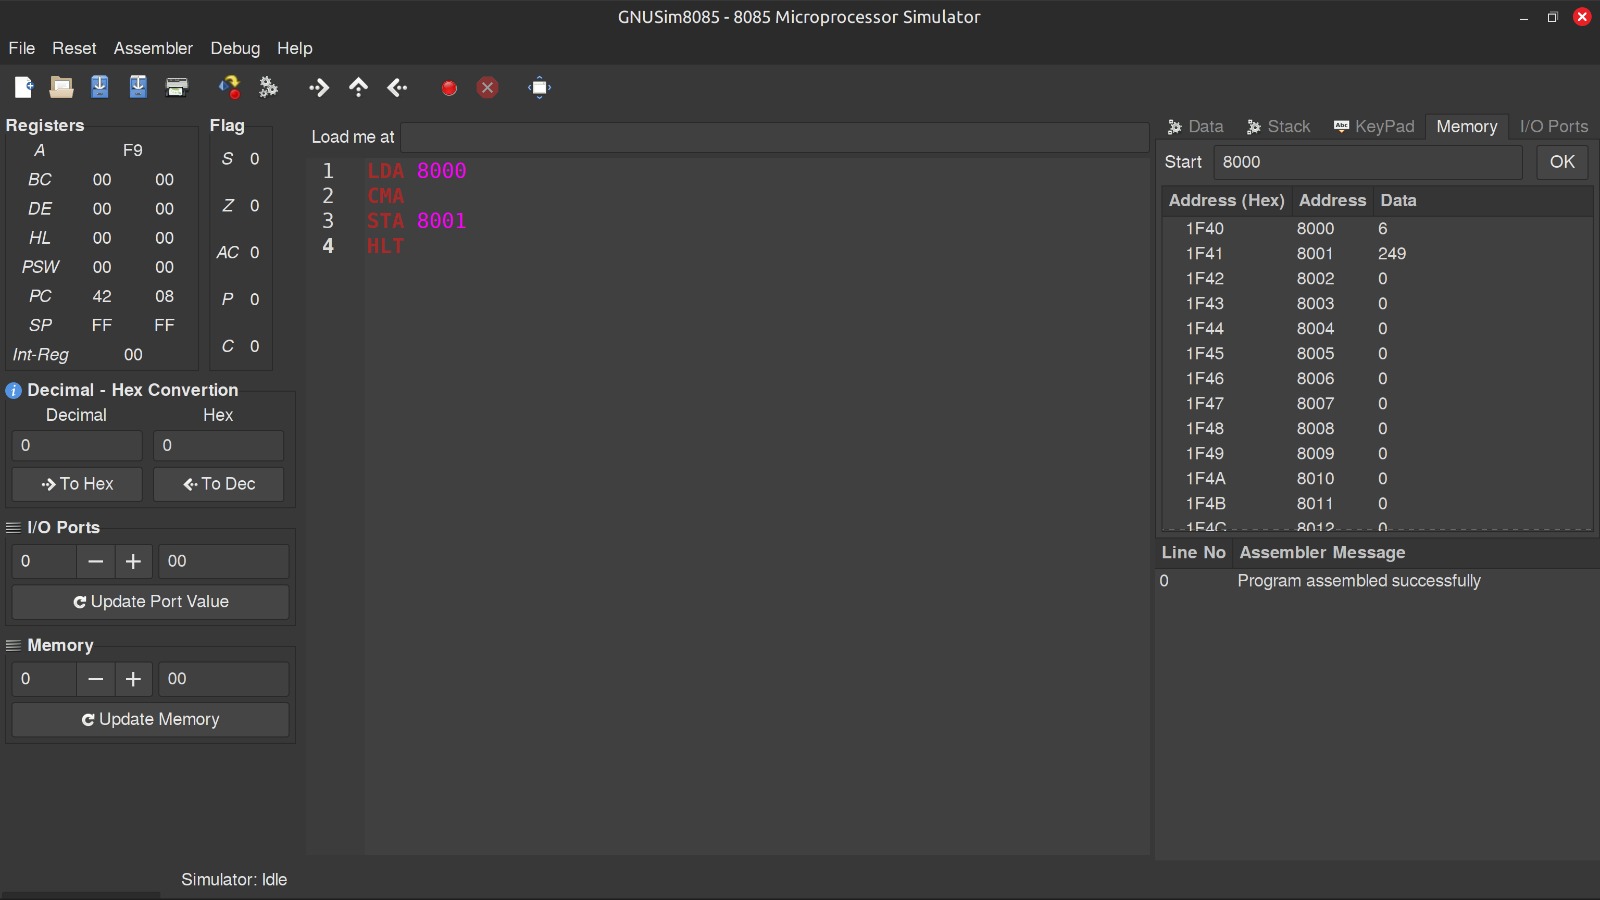 GNUSim8085 - 8085 Microprocessor Simulator
File Reset Assembler Debug Help
Registers
A F9
BC 00 00
DE 00 00
HL 00 00
PSW 00 00
PC 42 08
SP FF FF
Int-Reg 00
Flag
S 0
Z 0
AC 0
P 0
C 0
Decimal - Hex Convertion
Decimal Hex
0 0
To Hex To Dec
I/O Ports
0 00
Update Port Value
Memory
0 00
Update Memory
Load me at
1 LDA 8000
2 CMA
3 STA 8001
4 HLT
Data Stack KeyPad Memory I/O Ports
Start 8000 OK
Address (Hex) Address Data
1F40 8000 6
1F41 8001 249
1F42 8002 0
1F43 8003 0
1F44 8004 0
1F45 8005 0
1F46 8006 0
1F47 8007 0
1F48 8008 0
1F49 8009 0
1F4A 8010 0
1F4B 8011 0
1F4C 8012 0
Line No Assembler Message
0 Program assembled successfully
Simulator: Idle